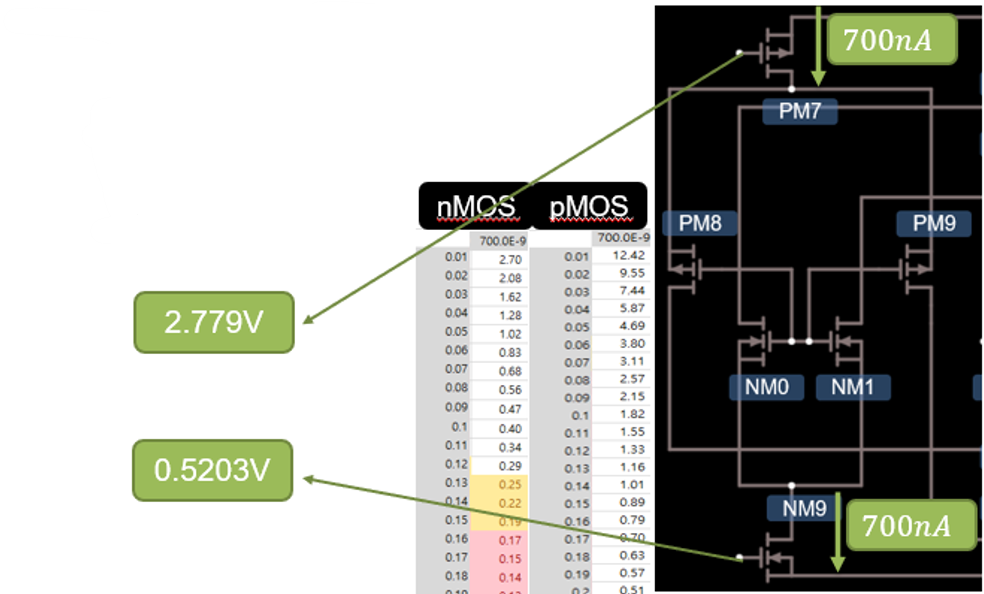 700nA
PM7
nMOS pMOS
700.0E-9 700.0E-9
0.01 2.70 0.01 12.42
0.02 2.08 0.02 9.55
0.03 1.62 0.03 7.44
0.04 1.28 0.04 5.87
0.05 1.02 0.05 4.69
0.06 0.83 0.06 3.80
0.07 0.68 0.07 3.11
0.08 0.56 0.08 2.57
0.09 0.47 0.09 2.15
0.1 0.40 0.1 1.82
0.11 0.34 0.11 1.55
0.12 0.29 0.12 1.33
0.13 0.25 0.13 1.16
0.14 0.22 0.14 1.01
0.15 0.19 0.15 0.89
0.16 0.17 0.16 0.79
0.17 0.15 0.17 0.70
0.18 0.14 0.18 0.63
0.19 0.57
0.2 0.51
PM8 PM9
2.779V
NM0 NM1
0.5203V
NM9
700nA